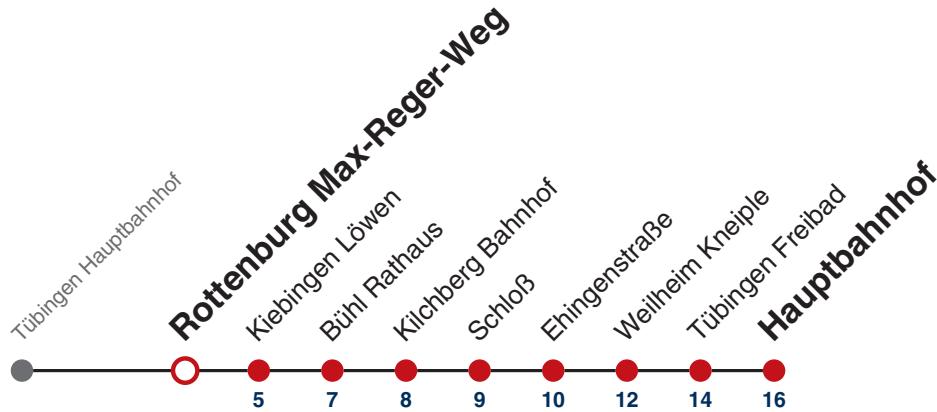 Tübingen Hauptbahnhof
Rottenburg Max-Reger-Weg
Kiebingen Löwen
Bühl Rathaus
Kilchberg Bahnhof
Schloß
Ehingenstraße
Weilheim Kneiple
Tübingen Freibad
Hauptbahnhof
5 7 8 9 10 12 14 16